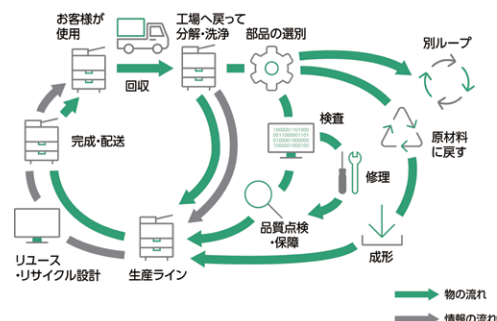 お客様が
使用
回収
工場へ戻って
分解・洗浄
部品の選別
別ループ
原材料
に戻す
検査
1000001101000
修理
完成・配送
品質点検
・保障
成形
リユース
・リサイクル設計
生産ライン
物の流れ
情報の流れ